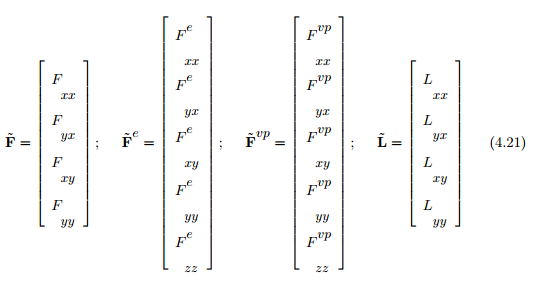 F̃ = [ F_xx F_yx F_xy F_yy ] ; F̃^e = [ F^e_xx F^e_yx F^e_xy F^e_yy F^e_zz ] ; F̃^vp = [ F^vp_xx F^vp_yx F^vp_xy F^vp_yy F^vp_zz ] ; L̃ = [ L_xx L_yx L_xy L_yy ] (4.21)